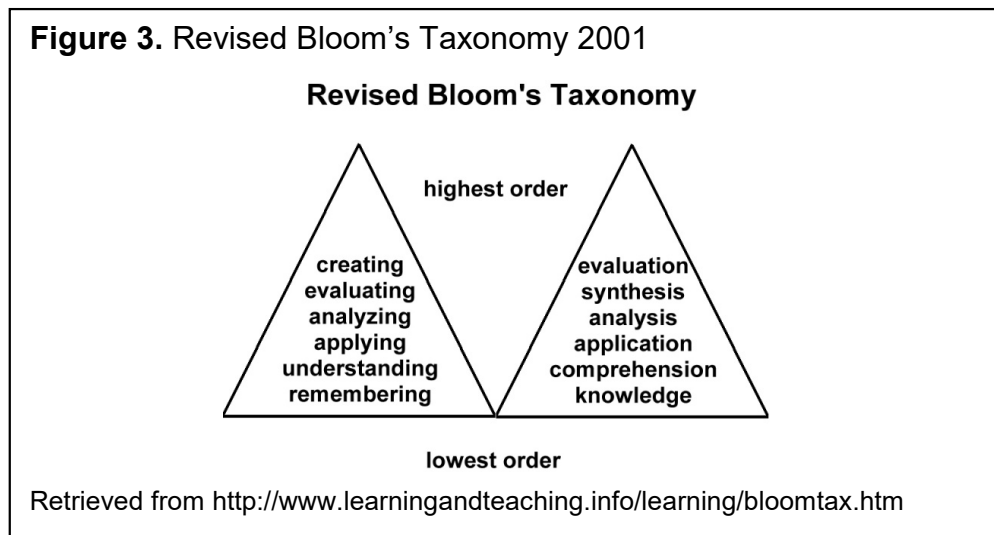 Figure 3. Revised Bloom’s Taxonomy 2001
Revised Bloom's Taxonomy
highest order
creating
evaluating
analyzing
applying
understanding
remembering
evaluation
synthesis
analysis
application
comprehension
knowledge
lowest order
Retrieved from http://www.learningandteaching.info/learning/bloomtax.htm